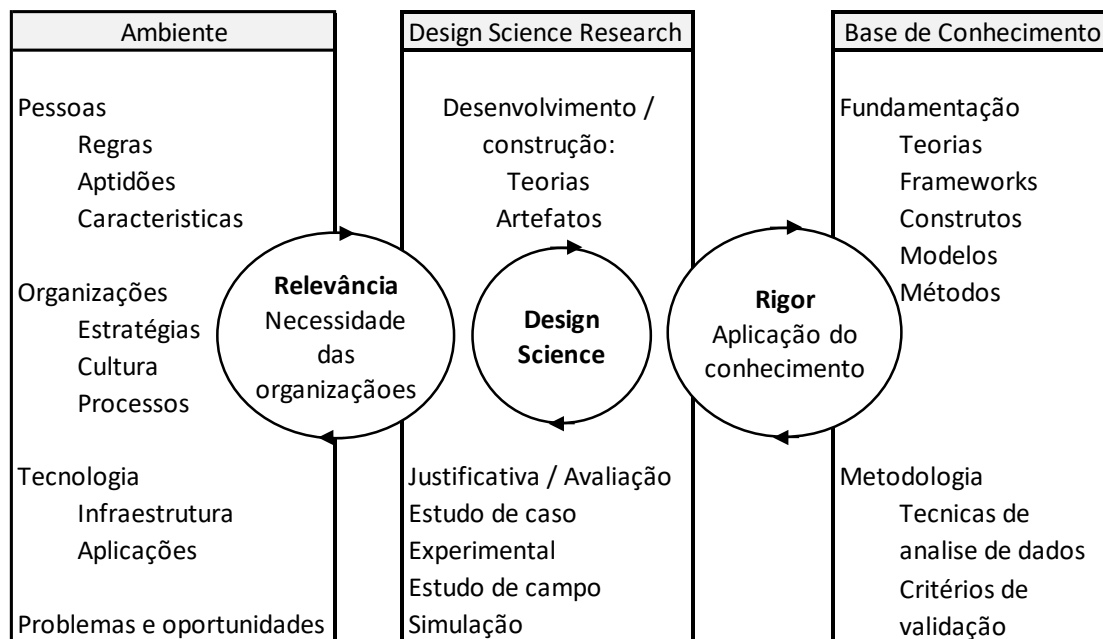 Ambiente
Pessoas
Regras
Aptidões
Caracteristicas
Organizações
Estratégias
Cultura
Processos
Tecnologia
Infraestrutura
Aplicações
Problemas e oportunidades
Relevância
Necessidade
das
organizaçãoes
Design Science Research
Desenvolvimento /
construção:
Teorias
Artefatos
Design
Science
Justificativa / Avaliação
Estudo de caso
Experimental
Estudo de campo
Simulação
Rigor
Aplicação do
conhecimento
Base de Conhecimento
Fundamentação
Teorias
Frameworks
Construtos
Modelos
Métodos
Metodologia
Tecnicas de
analise de dados
Critérios de
validação